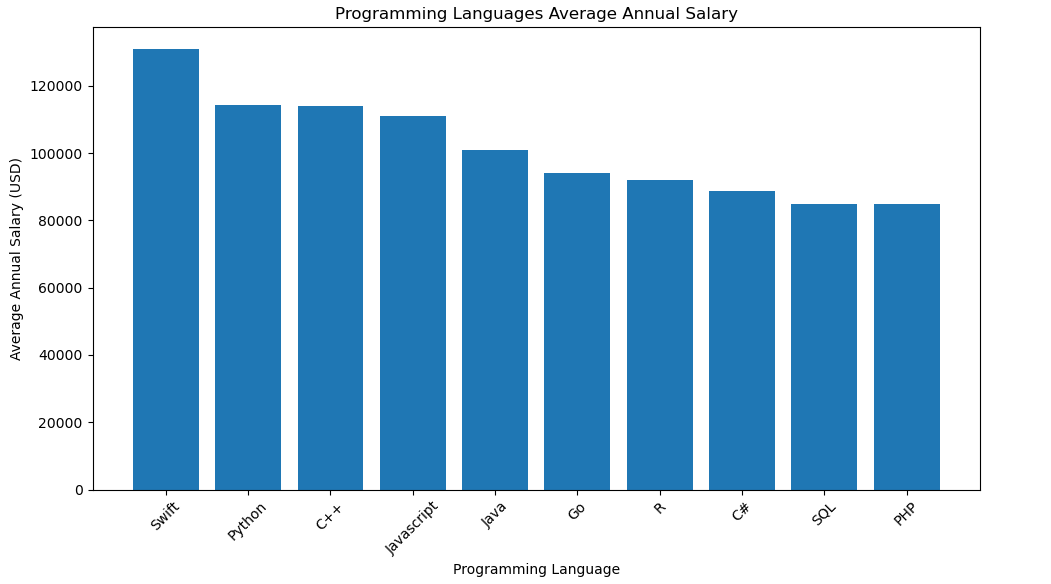 Programming Languages Average Annual Salary
Average Annual Salary (USD)
120000
100000
80000
60000
40000
20000
0
Swift Python C++ Javascript Java Go R C# SQL PHP
Programming Language